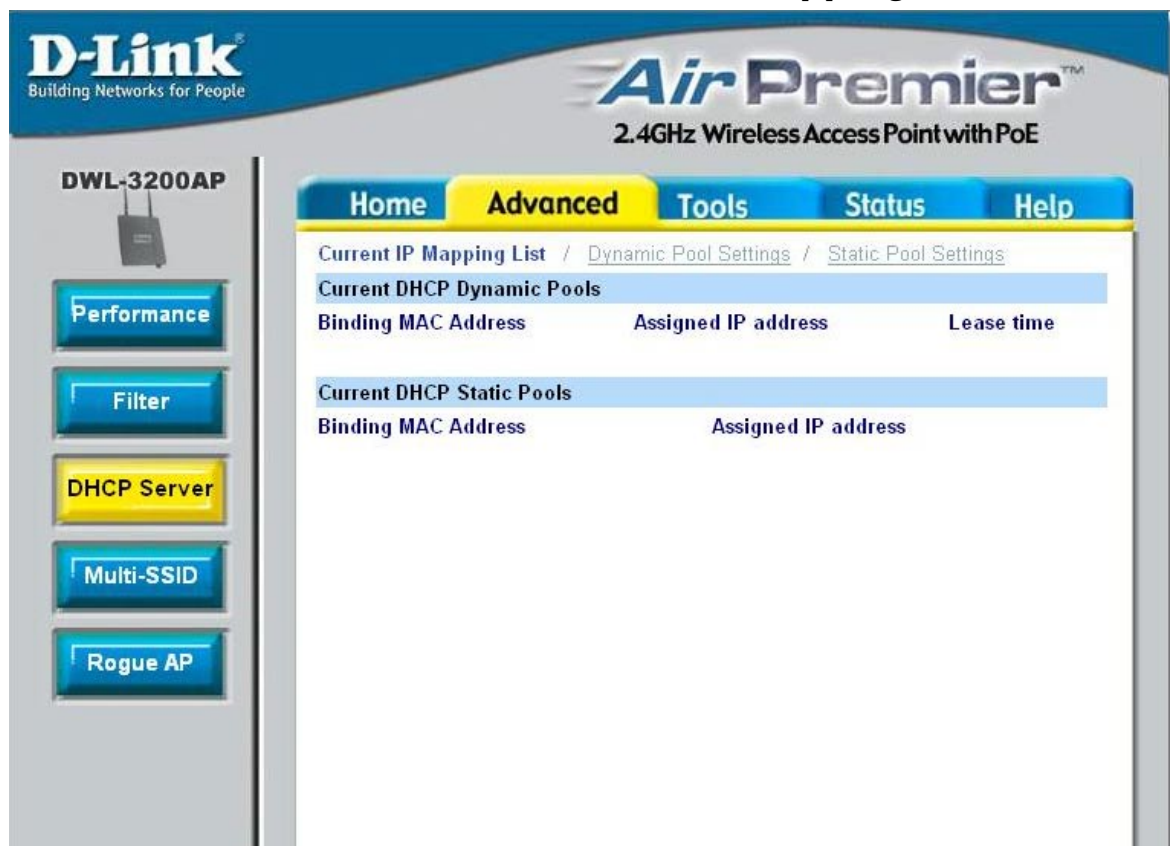 D-Link®
Building Networks for People
Air Premier™
2.4GHz Wireless Access Point with PoE
DWL-3200AP
Home Advanced Tools Status Help
Current IP Mapping List / Dynamic Pool Settings / Static Pool Settings
Current DHCP Dynamic Pools
Binding MAC Address Assigned IP address Lease time
Current DHCP Static Pools
Binding MAC Address Assigned IP address
Performance
Filter
DHCP Server
Multi-SSID
Rogue AP